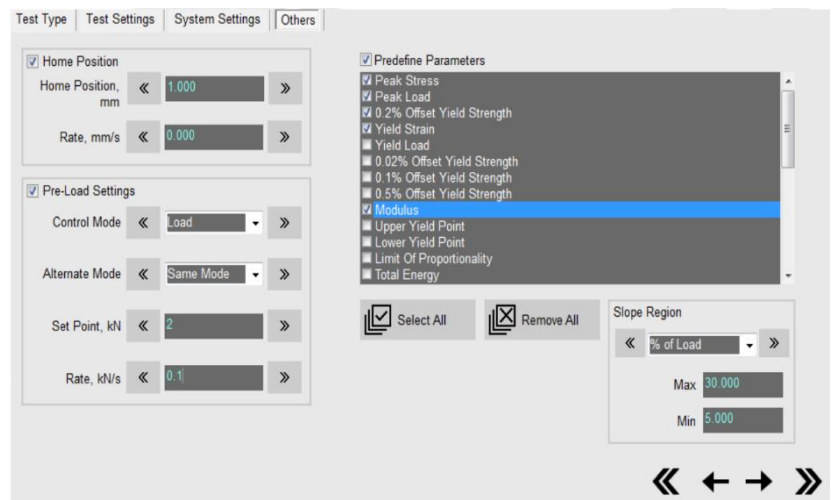 Test Type Test Settings System Settings Others
Home Position
Home Position, mm 1.000
Rate, mm/s 0.000
Pre-Load Settings
Control Mode Load
Alternate Mode Same Mode
Set Point, kN 2
Rate, kN/s 0.1
Predefine Parameters
Peak Stress
Peak Load
0.2% Offset Yield Strength
Yield Strain
Yield Load
0.02% Offset Yield Strength
0.1% Offset Yield Strength
0.5% Offset Yield Strength
Modulus
Upper Yield Point
Lower Yield Point
Limit Of Proportionality
Total Energy
Select All Remove All
Slope Region
% of Load
Max 30.000
Min 5.000